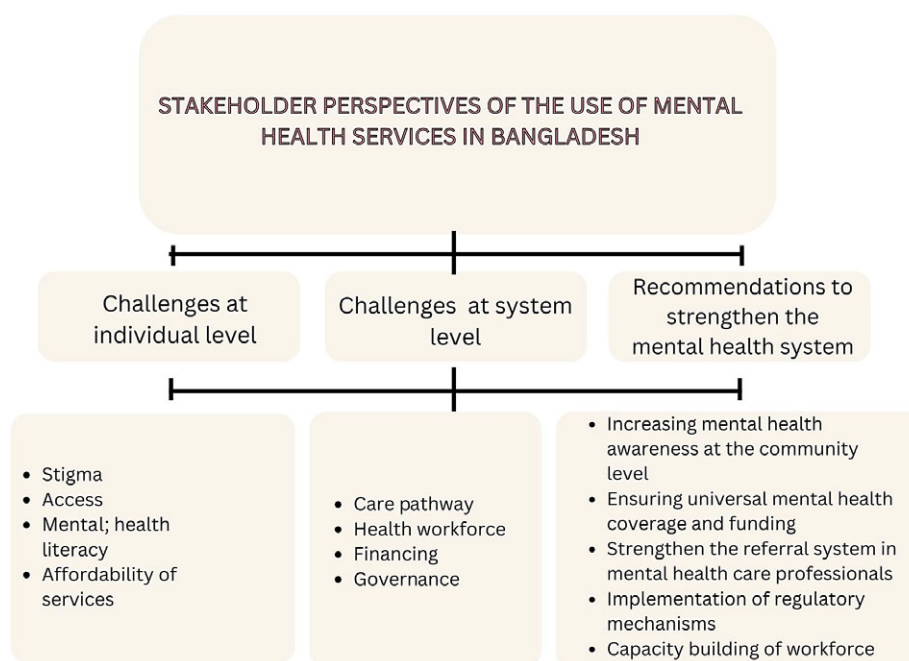 STAKEHOLDER PERSPECTIVES OF THE USE OF MENTAL
HEALTH SERVICES IN BANGLADESH
Challenges at
individual level
Challenges at system
level
Recommendations to
strengthen the
mental health system
• Stigma
• Access
• Mental; health
literacy
• Affordability of
services
• Care pathway
• Health workforce
• Financing
• Governance
• Increasing mental health
awareness at the community
level
• Ensuring universal mental health
coverage and funding
• Strengthen the referral system in
mental health care professionals
• Implementation of regulatory
mechanisms
• Capacity building of workforce